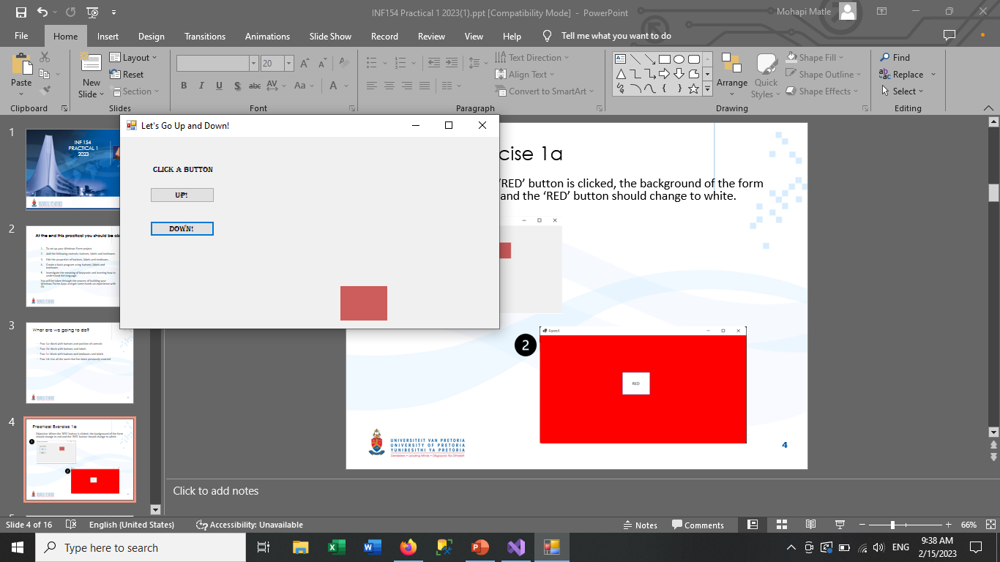 INF154 Practical 1 2023(1).ppt [Compatibility Mode] - PowerPoint
Mohapi Matle
File Home Insert Design Transitions Animations Slide Show Record Review View Help Tell me what you want to do
Paste
Clipboard
New
Slide
Layout
Reset
Section
Slides
20
B I U S abc AV Aa A
Font
Text Direction
Align Text
Convert to SmartArt
Paragraph
Arrange
Quick
Styles
Shape Fill
Shape Outline
Shape Effects
Drawing
Find
Replace
Select
Editing
Let's Go Up and Down!
CLICK A BUTTON
UP!
DOWN!
1
INF 154
PRACTICAL 1
2023
2
At the end this practical you should be ab
1. To set up your Windows Form project
2. Add the following controls: buttons, labels and textboxes.
3. Edit the properties of buttons, labels and textboxes.
4. Create a basic program using buttons, labels and
textboxes.
5. Investigate the meaning of keywords and learning how to
understand the language.
You will be taken through the process of building your
Windows Forms Apps and get some hands-on experience with
C#.
3
What are we going to do?
Prac 1a: Work with buttons and position of controls
Prac 1b: Work with buttons and labels
Prac 1c: Work with buttons and textboxes and labels
Prac 1d: Use all the work that has been previously covered
4
Practical Exercise 1a
Objective: When the 'RED' button is clicked, the background of the form
should change to red and the 'RED' button should change to white.
1
2
5
cise 1a
'RED' button is clicked, the background of the form
and the 'RED' button should change to white.
2
Form1
RED
UNIVERSITEIT VAN PRETORIA
UNIVERSITY OF PRETORIA
YUNIBESITHI YA PRETORIA
4
Click to add notes
Slide 4 of 16 English (United States) Accessibility: Unavailable Notes Comments 66%
Type here to search
ENG
9:38 AM
2/15/2023